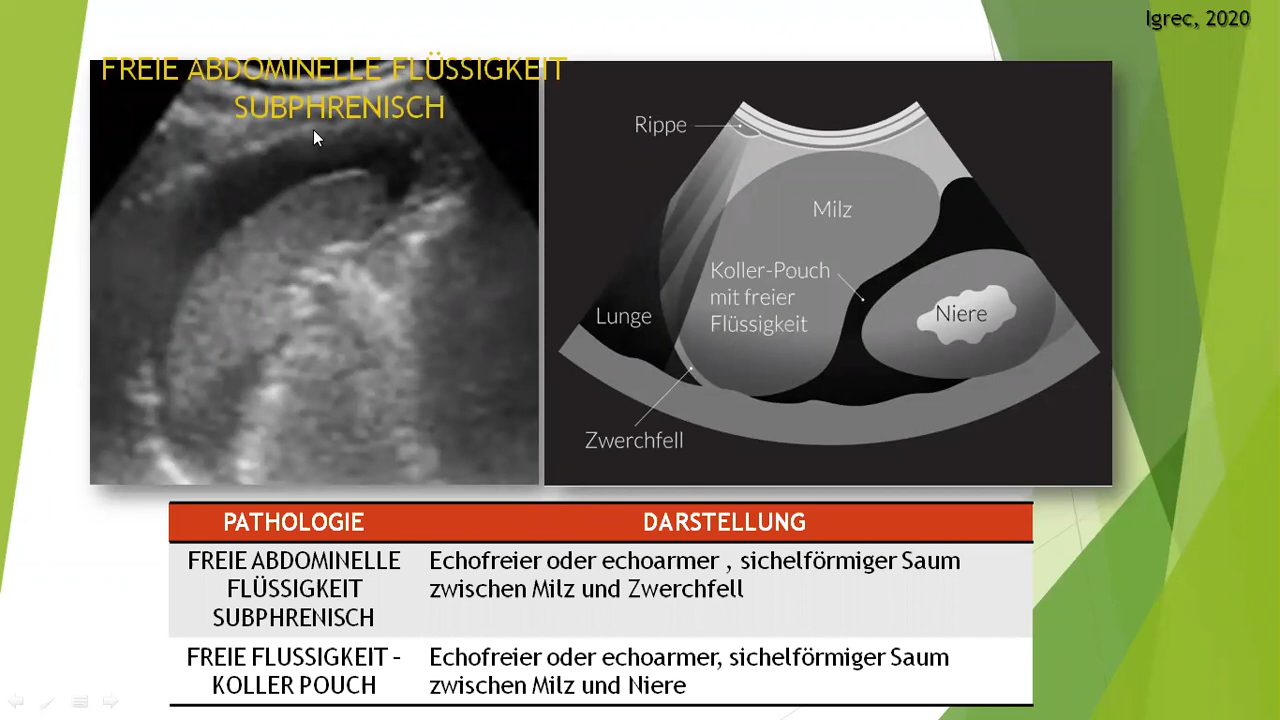 Igrec, 2020
FREIE ABDOMINELLE FLÜSSIGKEIT
SUBPHRENISCH
Rippe
Milz
Koller-Pouch
mit freier
Flüssigkeit
Niere
Lunge
Zwerchfell
PATHOLOGIE DARSTELLUNG
FREIE ABDOMINELLE
FLÜSSIGKEIT
SUBPHRENISCH
Echofreier oder echoarmer , sichelförmiger Saum
zwischen Milz und Zwerchfell
FREIE FLUSSIGKEIT –
KOLLER POUCH
Echofreier oder echoarmer, sichelförmiger Saum
zwischen Milz und Niere